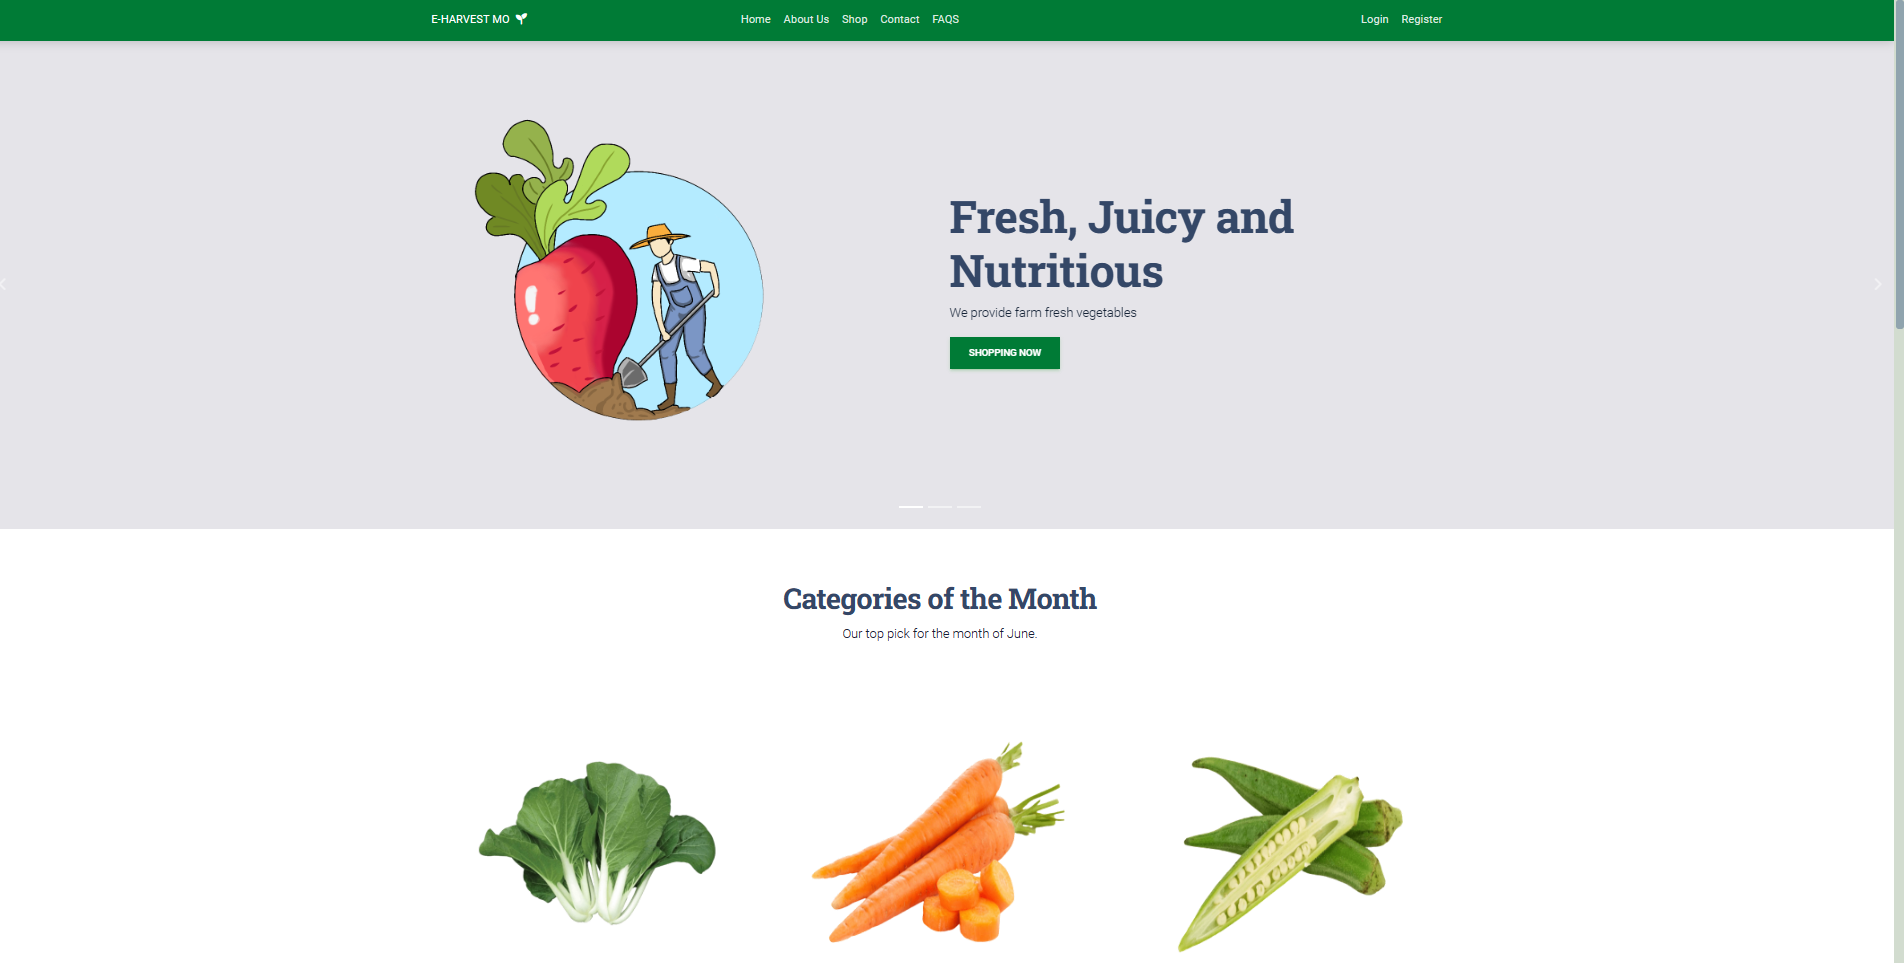 E-HARVEST MO
Home About Us Shop Contact FAQS
Login Register
Fresh, Juicy and
Nutritious
We provide farm fresh vegetables
SHOPPING NOW
Categories of the Month
Our top pick for the month of June.